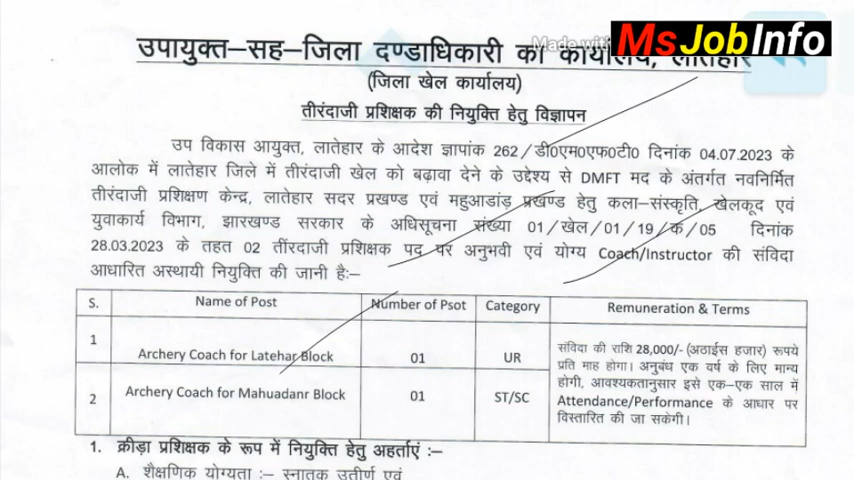 Made with
MsJobInfo
उपायुक्त–सह–जिला दण्डाधिकारी का कार्यालय, लातेहार
(जिला खेल कार्यालय)
तीरंदाजी प्रशिक्षक की नियुक्ति हेतु विज्ञापन
उप विकास आयुक्त, लातेहार के आदेश ज्ञापांक 262/डी0एम0एफ0टी0 दिनांक 04.07.2023 के
आलोक में लातेहार जिले में तीरंदाजी खेल को बढ़ावा देने के उद्देश्य से DMFT मद के अंतर्गत नवनिर्मित
तीरंदाजी प्रशिक्षण केन्द्र, लातेहार सदर प्रखण्ड एवं महुआडांड़ प्रखण्ड हेतु कला–संस्कृति, खेलकूद एवं
युवाकार्य विभाग, झारखण्ड सरकार के अधिसूचना संख्या 01/खेल/01/19/क/05 दिनांक
28.03.2023 के तहत 02 तींरदाजी प्रशिक्षक पद पर अनुभवी एवं योग्य Coach/Instructor की संविदा
आधारित अस्थायी नियुक्ति की जानी हैः–
S. Name of Post Number of Psot Category Remuneration & Terms
1 Archery Coach for Latehar Block 01 UR
2 Archery Coach for Mahuadanr Block 01 ST/SC
संविदा की राशि 28,000/- (अठाईस हजार) रूपये
प्रति माह होगा। अनुबंध एक वर्ष के लिए मान्य
होगी, आवश्यकतानुसार इसे एक–एक साल में
Attendance/Performance के आधार पर
विस्तारित की जा सकेगी।
1. क्रीड़ा प्रशिक्षक के रूप में नियुक्ति हेतु अहर्ताएं :–
A. शैक्षणिक योग्यता :– स्नातक उतीर्ण एवं